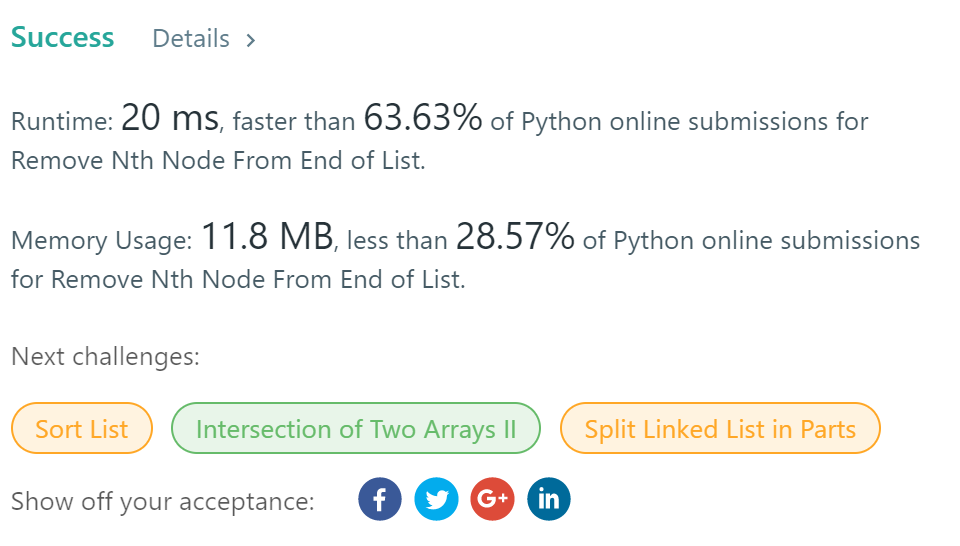 Success Details >
Runtime: 20 ms, faster than 63.63% of Python online submissions for
Remove Nth Node From End of List.
Memory Usage: 11.8 MB, less than 28.57% of Python online submissions
for Remove Nth Node From End of List.
Next challenges:
Sort List Intersection of Two Arrays II Split Linked List in Parts
Show off your acceptance: f G+ in